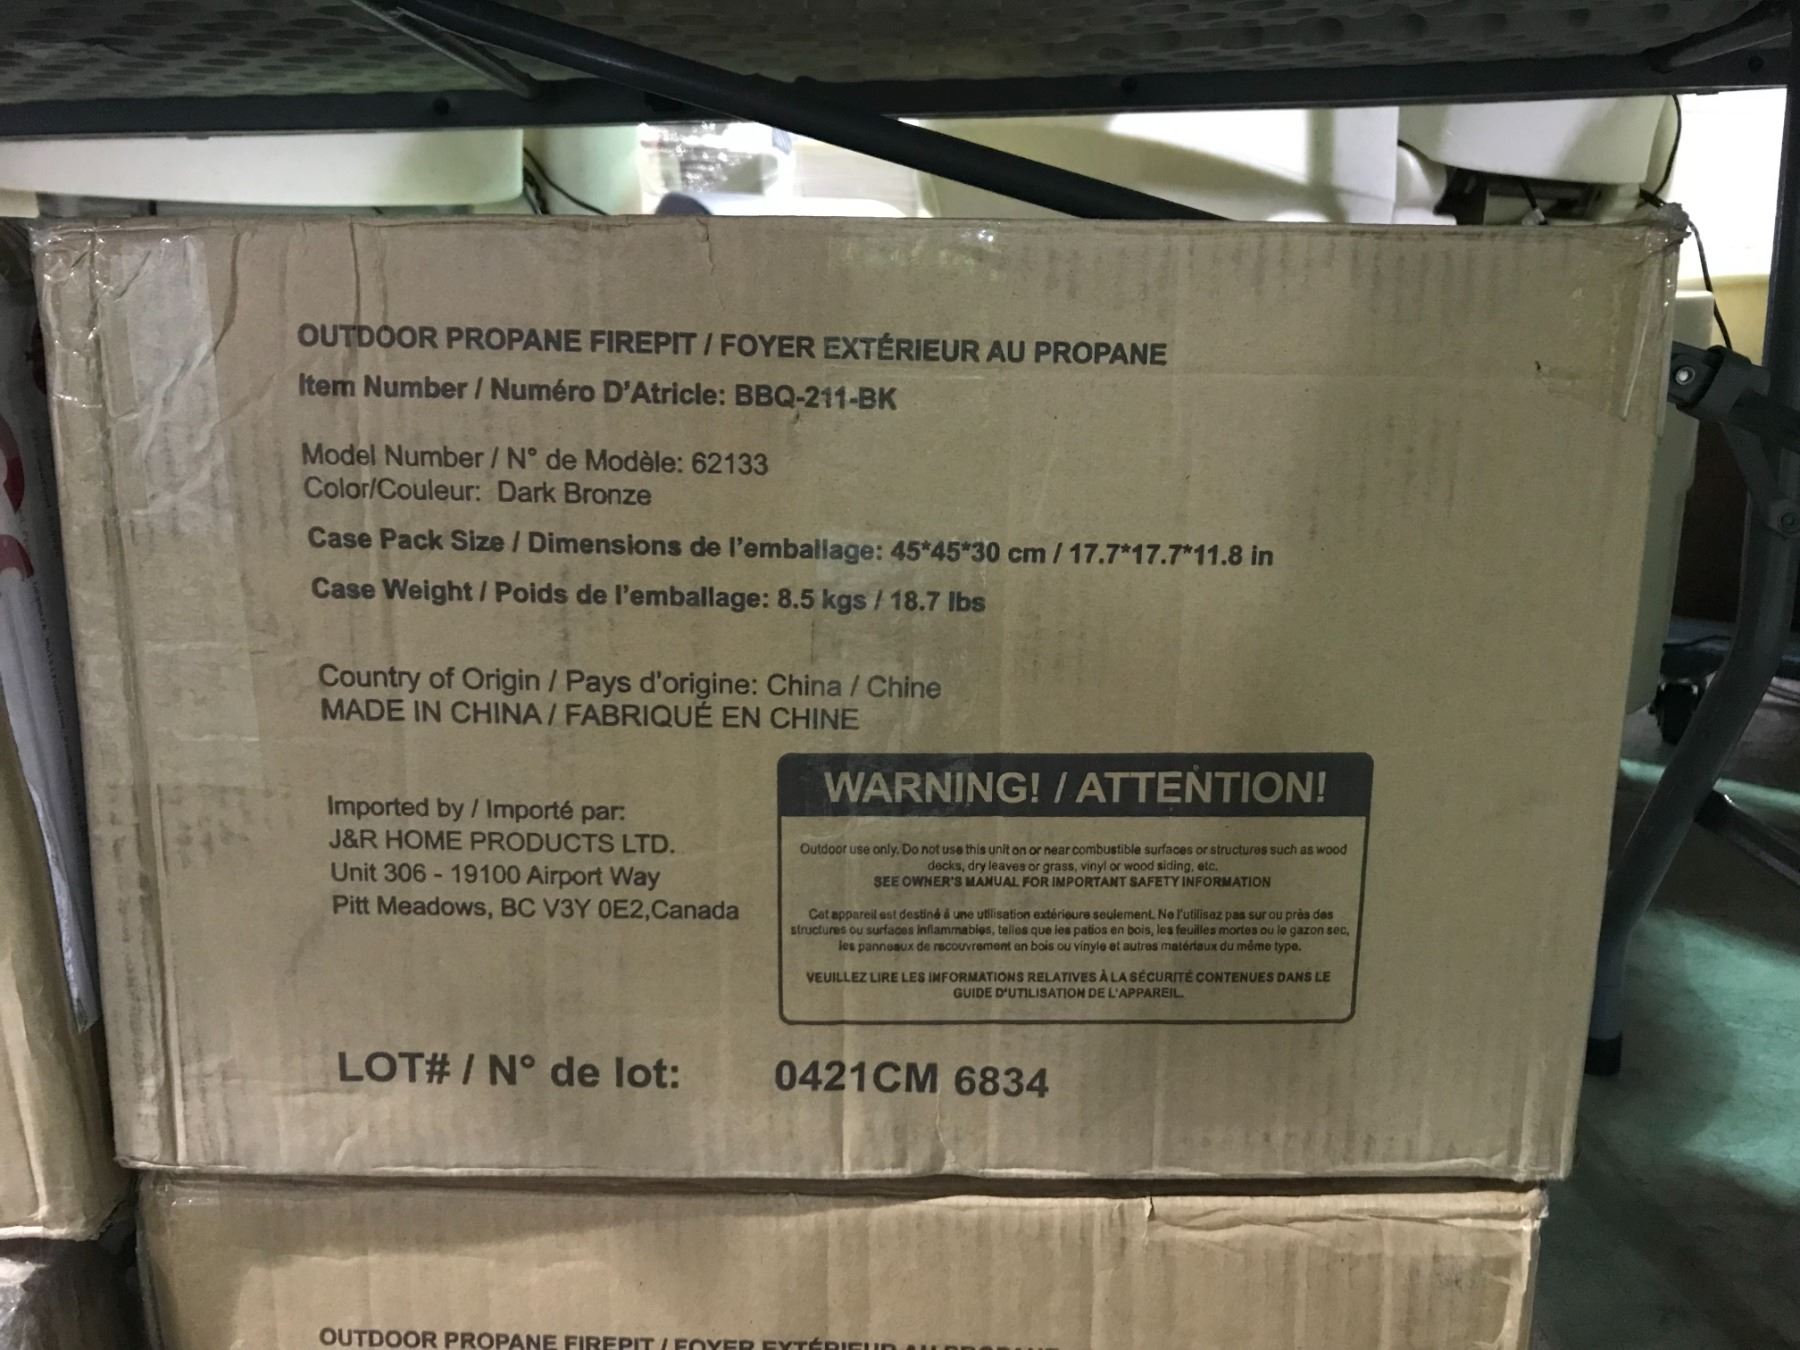 OUTDOOR PROPANE FIREPIT / FOYER EXTÉRIEUR AU PROPANE
Item Number / Numéro D'Atricle: BBQ-211-BK
Model Number / N° de Modèle: 62133
Color/Couleur: Dark Bronze
Case Pack Size / Dimensions de l'emballage: 45*45*30 cm / 17.7*17.7*11.8 in
Case Weight / Poids de l'emballage: 8.5 kgs / 18.7 lbs
Country of Origin / Pays d'origine: China / Chine
MADE IN CHINA / FABRIQUÉ EN CHINE
Imported by / Importé par:
J&R HOME PRODUCTS LTD.
Unit 306 - 19100 Airport Way
Pitt Meadows, BC V3Y 0E2,Canada
WARNING! / ATTENTION!
Outdoor use only. Do not use this unit on or near combustible surfaces or structures such as wood
decks, dry leaves or grass, vinyl or wood siding, etc.
SEE OWNER'S MANUAL FOR IMPORTANT SAFETY INFORMATION
Cet appareil est destiné à une utilisation extérieure seulement. Ne l'utilisez pas sur ou près des
structures ou surfaces inflammables, telles que les patios en bois, les feuilles mortes ou le gazon sec,
les panneaux de recouvrement en bois ou vinyle et autres matériaux du même type.
VEUILLEZ LIRE LES INFORMATIONS RELATIVES À LA SÉCURITÉ CONTENUES DANS LE
GUIDE D'UTILISATION DE L'APPAREIL.
LOT# / N° de lot: 0421CM 6834
OUTDOOR PROPANE FIREPIT / FOYER EXTÉRIEUR AU PROPANE